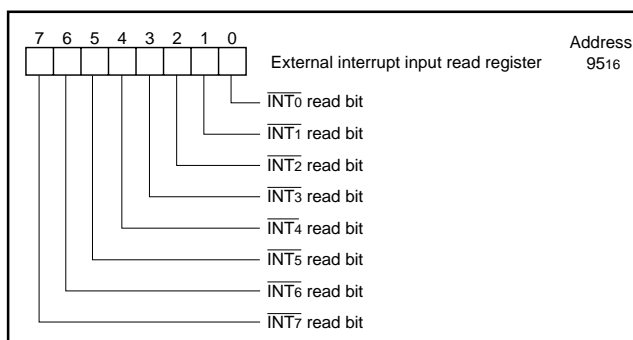 7 6 5 4 3 2 1 0
External interrupt input read register
Address
9516
INT0 read bit
INT1 read bit
INT2 read bit
INT3 read bit
INT4 read bit
INT5 read bit
INT6 read bit
INT7 read bit